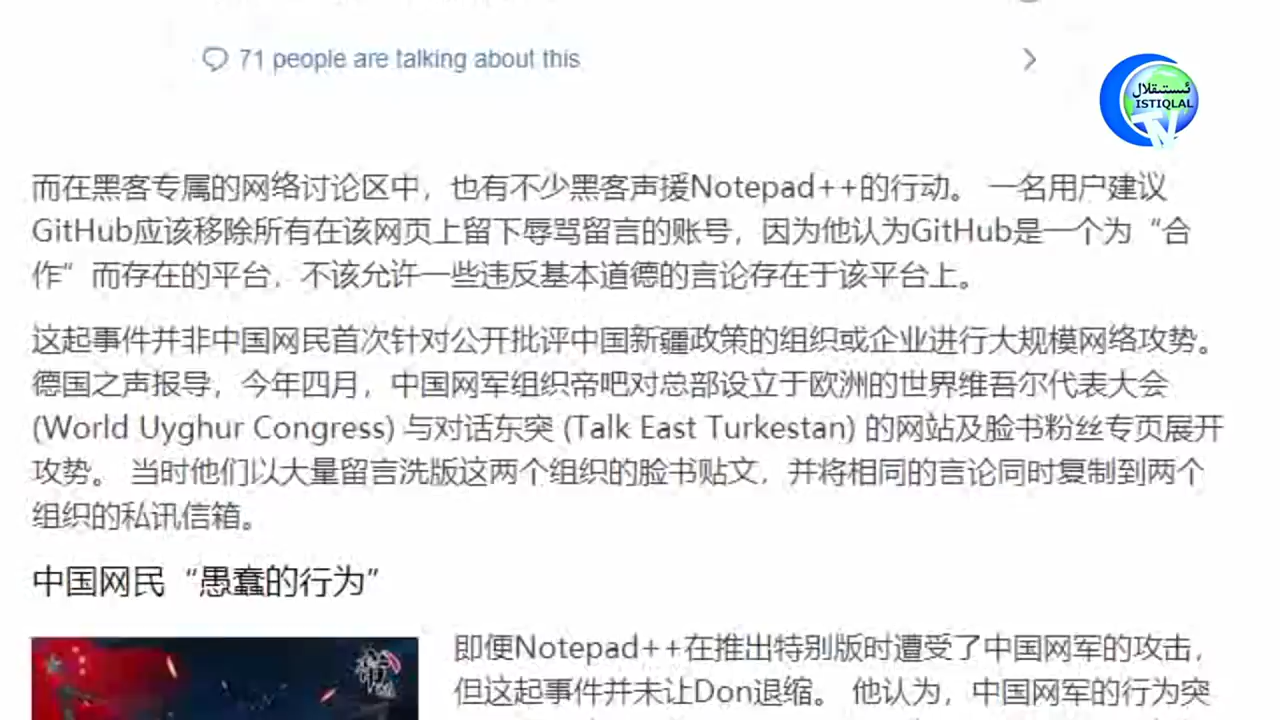 71 people are talking about this
ئىستىقلال
ISTIQLAL
TV
而在黑客专属的网络讨论区中，也有不少黑客声援Notepad++的行动。 一名用户建议
GitHub应该移除所有在该网页上留下辱骂留言的账号，因为他认为GitHub是一个为“合
作”而存在的平台，不该允许一些违反基本道德的言论存在于该平台上。
这起事件并非中国网民首次针对公开批评中国新疆政策的组织或企业进行大规模网络攻势。
德国之声报导，今年四月，中国网军组织帝吧对总部设立于欧洲的世界维吾尔代表大会
(World Uyghur Congress) 与对话东突 (Talk East Turkestan) 的网站及脸书粉丝专页展开
攻势。 当时他们以大量留言洗版这两个组织的脸书贴文，并将相同的言论同时复制到两个
组织的私讯信箱。
中国网民“愚蠢的行为”
即便Notepad++在推出特别版时遭受了中国网军的攻击，
但这起事件并未让Don退缩。 他认为，中国网军的行为突